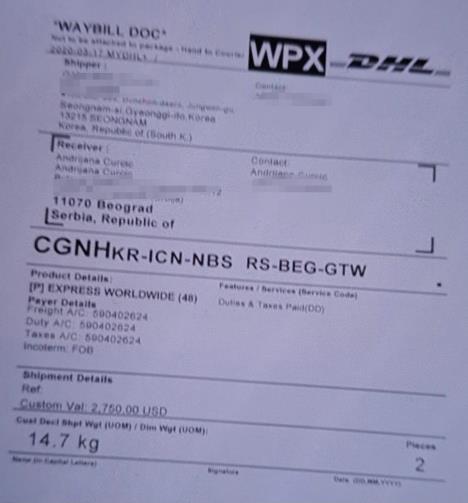 *WAYBILL DOC*
Not to be attached to package - Hand to Courier
2020-03-17 MYDHL+ /
WPX
DHL
Shipper :
Contact:
Seongnam-si,Gyeonggi-do,Korea
13215 SEONGNAM
Korea, Republic of (South K.)
Receiver :
Contact:
Andrijana
Andrijana
Andrijana
11070 Beograd
Serbia, Republic of
CGNHKR-ICN-NBS RS-BEG-GTW
Product Details:
[P] EXPRESS WORLDWIDE (48)
Features / Services (Service Code)
Duties & Taxes Paid(DD)
Payer Details
Freight A/C: 590402624
Duty A/C: 590402624
Taxes A/C: 590402624
Incoterm: FOB
Shipment Details
Ref:
Custom Val: 2,750.00 USD
Cust Decl Shpt Wgt (UOM) / Dim Wgt (UOM):
14.7 kg
Pieces
2
Name (in Capital Letters)
Signature
Date (DD,MM,YYYY)